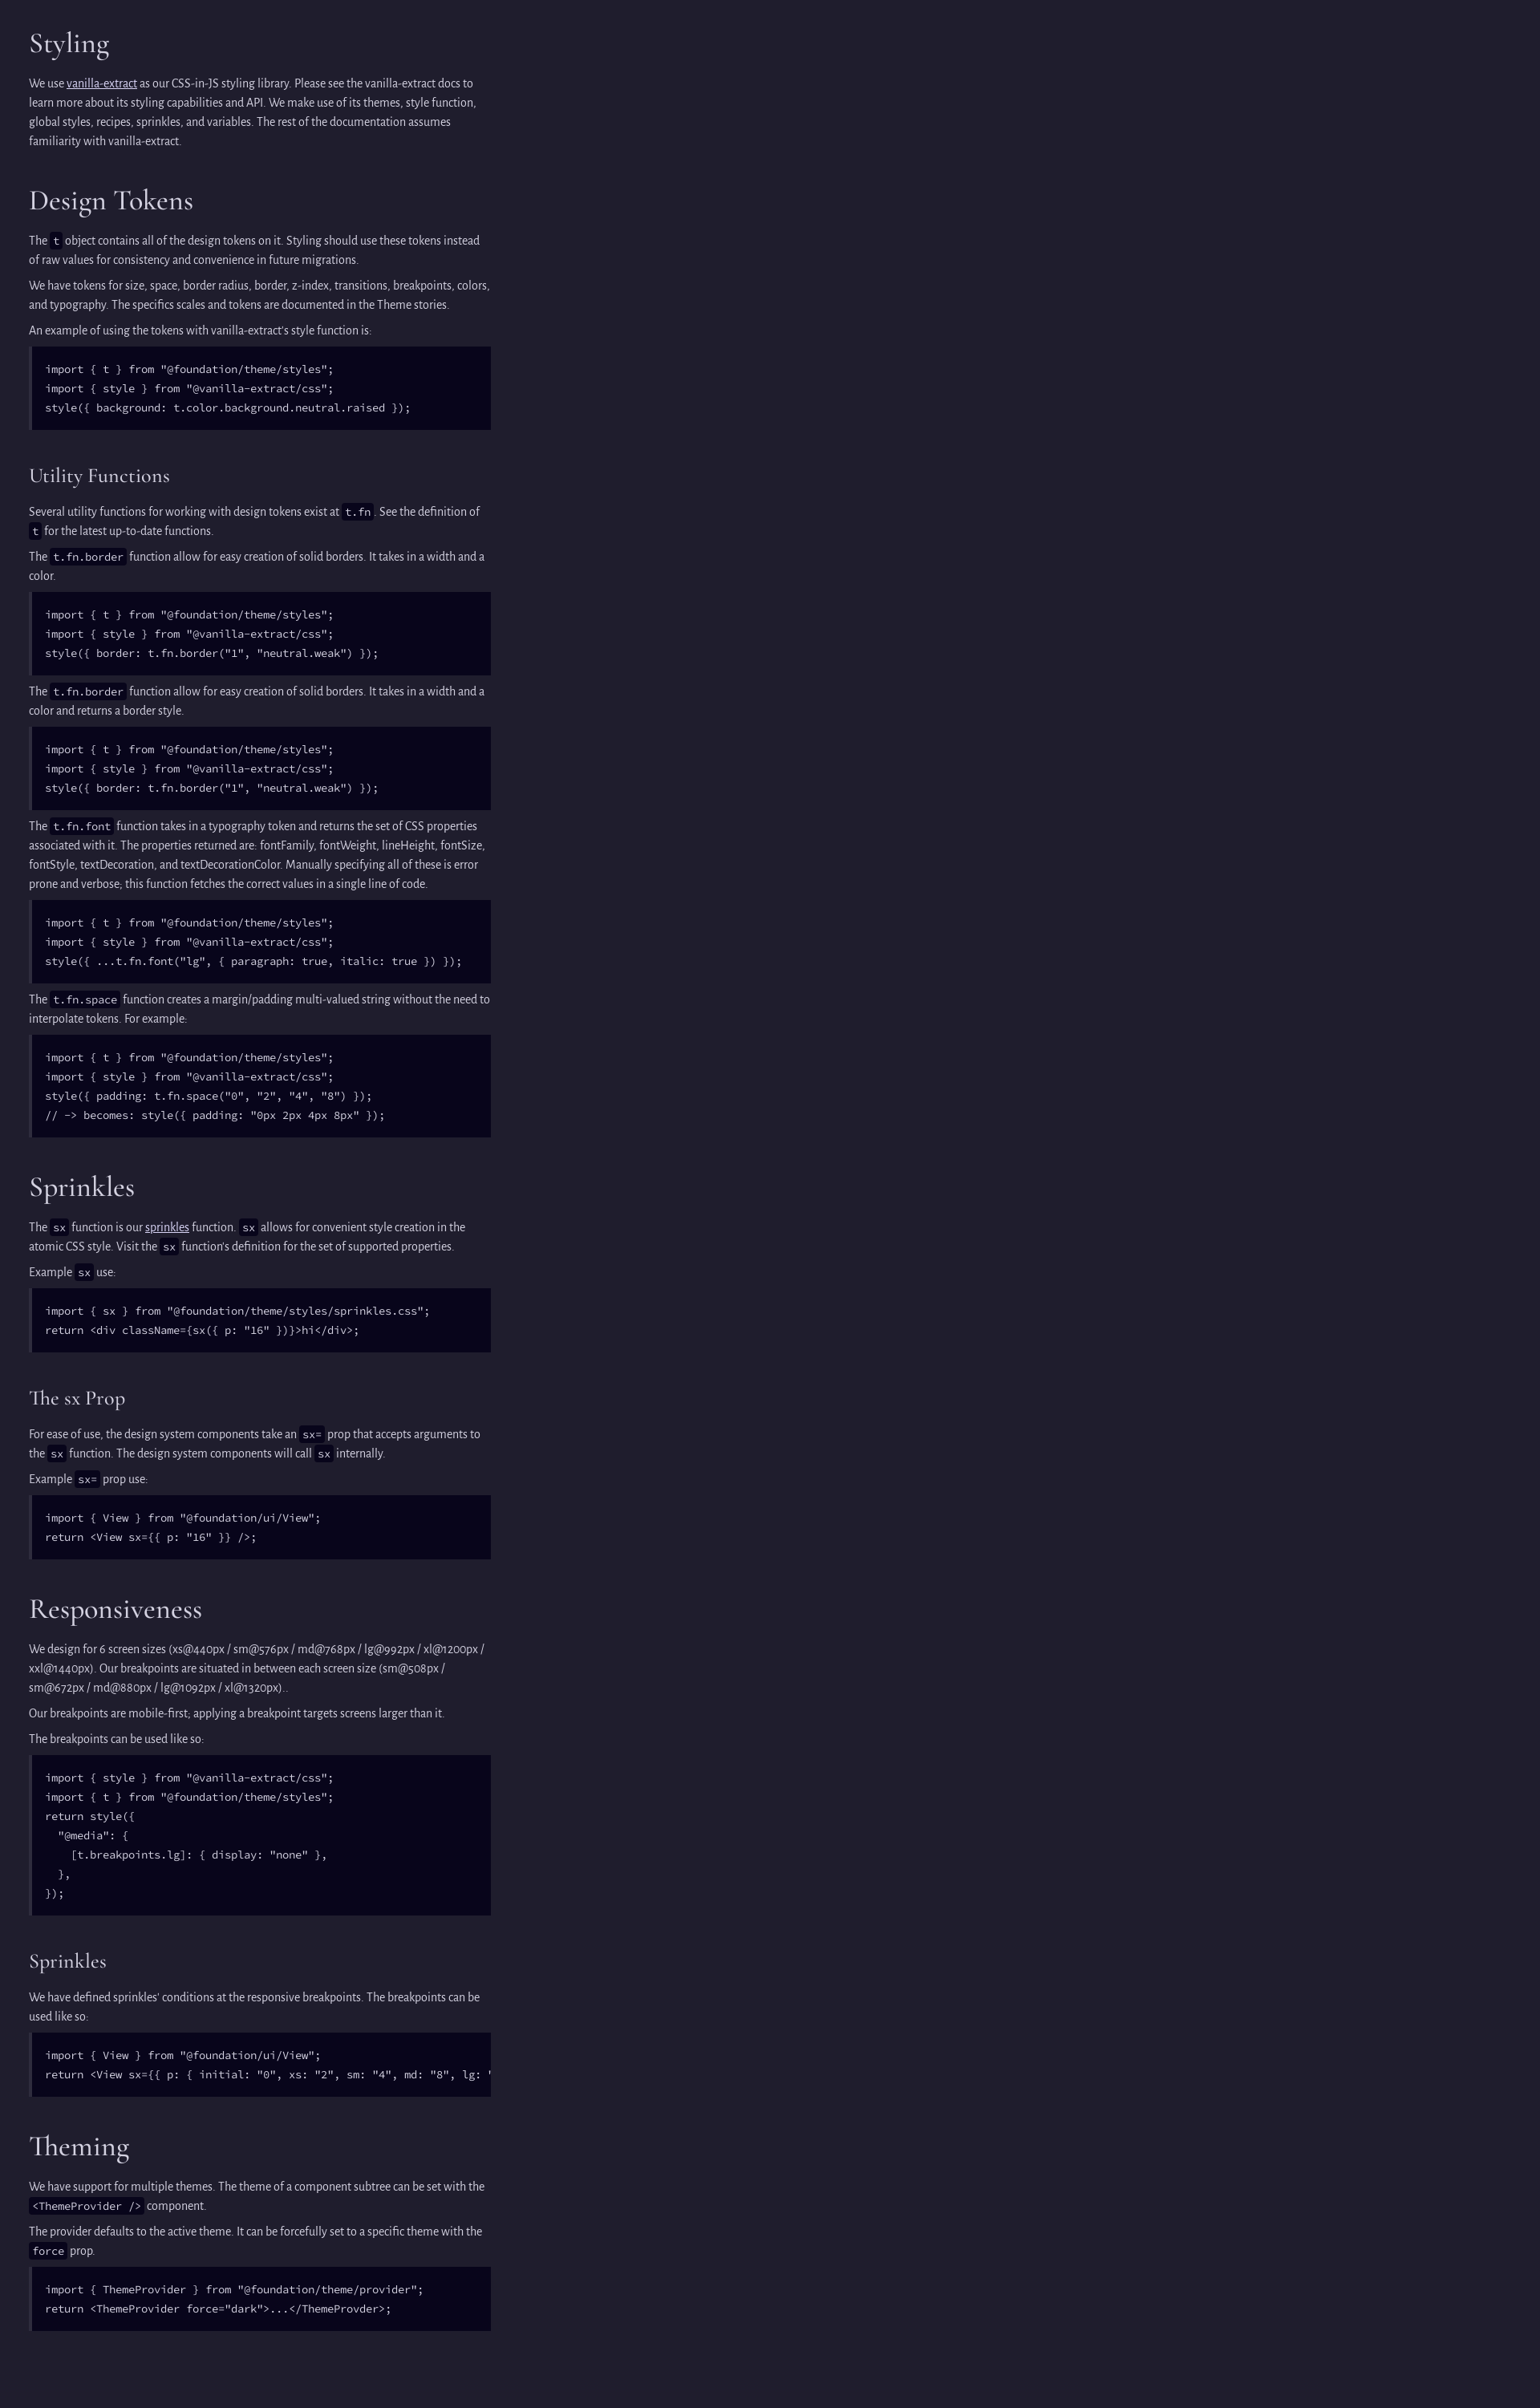 Styling
We use vanilla-extract as our CSS-in-JS styling library. Please see the vanilla-extract docs to
learn more about its styling capabilities and API. We make use of its themes, style function,
global styles, recipes, sprinkles, and variables. The rest of the documentation assumes
familiarity with vanilla-extract.
Design Tokens
The t object contains all of the design tokens on it. Styling should use these tokens instead
of raw values for consistency and convenience in future migrations.
We have tokens for size, space, border radius, border, z-index, transitions, breakpoints, colors,
and typography. The specifics scales and tokens are documented in the Theme stories.
An example of using the tokens with vanilla-extract's style function is:
import { t } from "@foundation/theme/styles";
import { style } from "@vanilla-extract/css";
style({ background: t.color.background.neutral.raised });
Utility Functions
Several utility functions for working with design tokens exist at t.fn. See the definition of
t for the latest up-to-date functions.
The t.fn.border function allow for easy creation of solid borders. It takes in a width and a
color.
import { t } from "@foundation/theme/styles";
import { style } from "@vanilla-extract/css";
style({ border: t.fn.border("1", "neutral.weak") });
The t.fn.border function allow for easy creation of solid borders. It takes in a width and a
color and returns a border style.
import { t } from "@foundation/theme/styles";
import { style } from "@vanilla-extract/css";
style({ border: t.fn.border("1", "neutral.weak") });
The t.fn.font function takes in a typography token and returns the set of CSS properties
associated with it. The properties returned are: fontFamily, fontWeight, lineHeight, fontSize,
fontStyle, textDecoration, and textDecorationColor. Manually specifying all of these is error
prone and verbose; this function fetches the correct values in a single line of code.
import { t } from "@foundation/theme/styles";
import { style } from "@vanilla-extract/css";
style({ ...t.fn.font("lg", { paragraph: true, italic: true }) });
The t.fn.space function creates a margin/padding multi-valued string without the need to
interpolate tokens. For example:
import { t } from "@foundation/theme/styles";
import { style } from "@vanilla-extract/css";
style({ padding: t.fn.space("0", "2", "4", "8") });
// -> becomes: style({ padding: "0px 2px 4px 8px" });
Sprinkles
The sx function is our sprinkles function. sx allows for convenient style creation in the
atomic CSS style. Visit the sx function's definition for the set of supported properties.
Example sx use:
import { sx } from "@foundation/theme/styles/sprinkles.css";
return <div className={sx({ p: "16" })}>hi</div>;
The sx Prop
For ease of use, the design system components take an sx= prop that accepts arguments to
the sx function. The design system components will call sx internally.
Example sx= prop use:
import { View } from "@foundation/ui/View";
return <View sx={{ p: "16" }} />;
Responsiveness
We design for 6 screen sizes (xs@440px / sm@576px / md@768px / lg@992px / xl@1200px /
xxl@1440px). Our breakpoints are situated in between each screen size (sm@508px /
sm@672px / md@880px / lg@1092px / xl@1320px)..
Our breakpoints are mobile-first; applying a breakpoint targets screens larger than it.
The breakpoints can be used like so:
import { style } from "@vanilla-extract/css";
import { t } from "@foundation/theme/styles";
return style({
  "@media": {
    [t.breakpoints.lg]: { display: "none" },
  },
});
Sprinkles
We have defined sprinkles' conditions at the responsive breakpoints. The breakpoints can be
used like so:
import { View } from "@foundation/ui/View";
return <View sx={{ p: { initial: "0", xs: "2", sm: "4", md: "8", lg: "
Theming
We have support for multiple themes. The theme of a component subtree can be set with the
<ThemeProvider /> component.
The provider defaults to the active theme. It can be forcefully set to a specific theme with the
force prop.
import { ThemeProvider } from "@foundation/theme/provider";
return <ThemeProvider force="dark">...</ThemeProvder>;